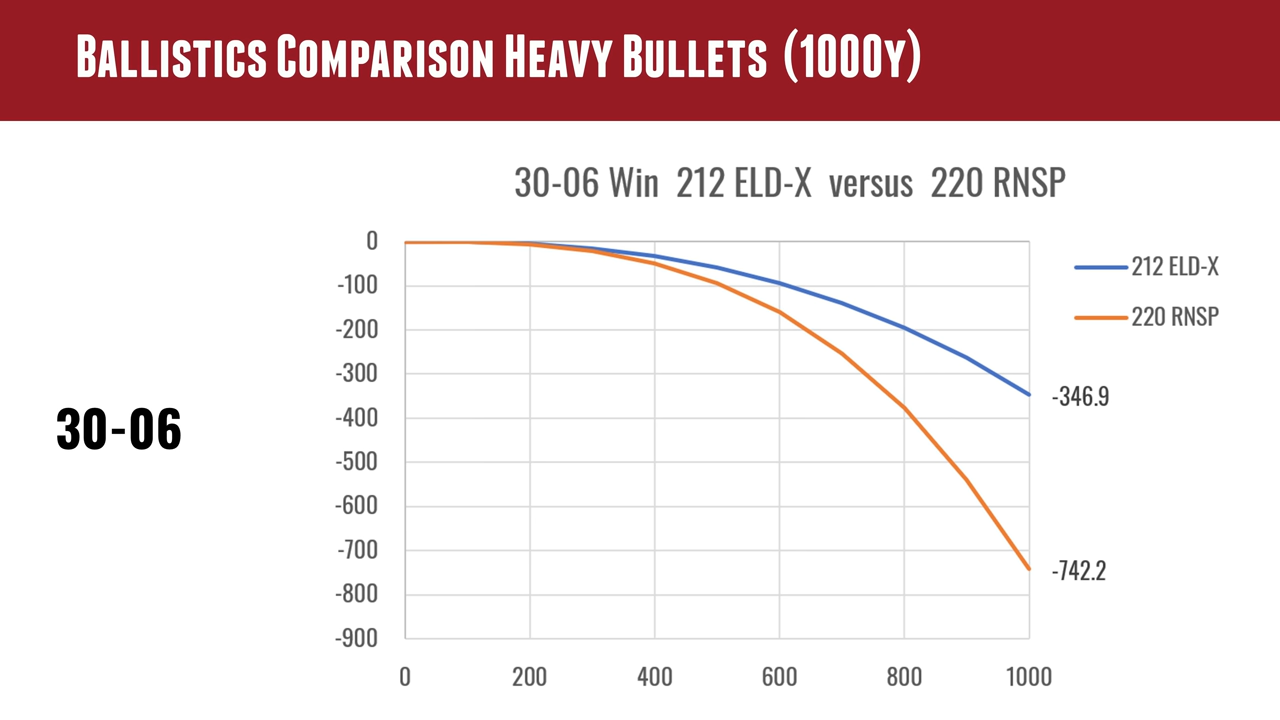 BALLISTICS COMPARISON HEAVY BULLETS (1000Y)
30-06 Win 212 ELD-X versus 220 RNSP
0
-100
-200
-300
-400
-500
-600
-700
-800
-900
0 200 400 600 800 1000
212 ELD-X
220 RNSP
-346.9
-742.2
30-06